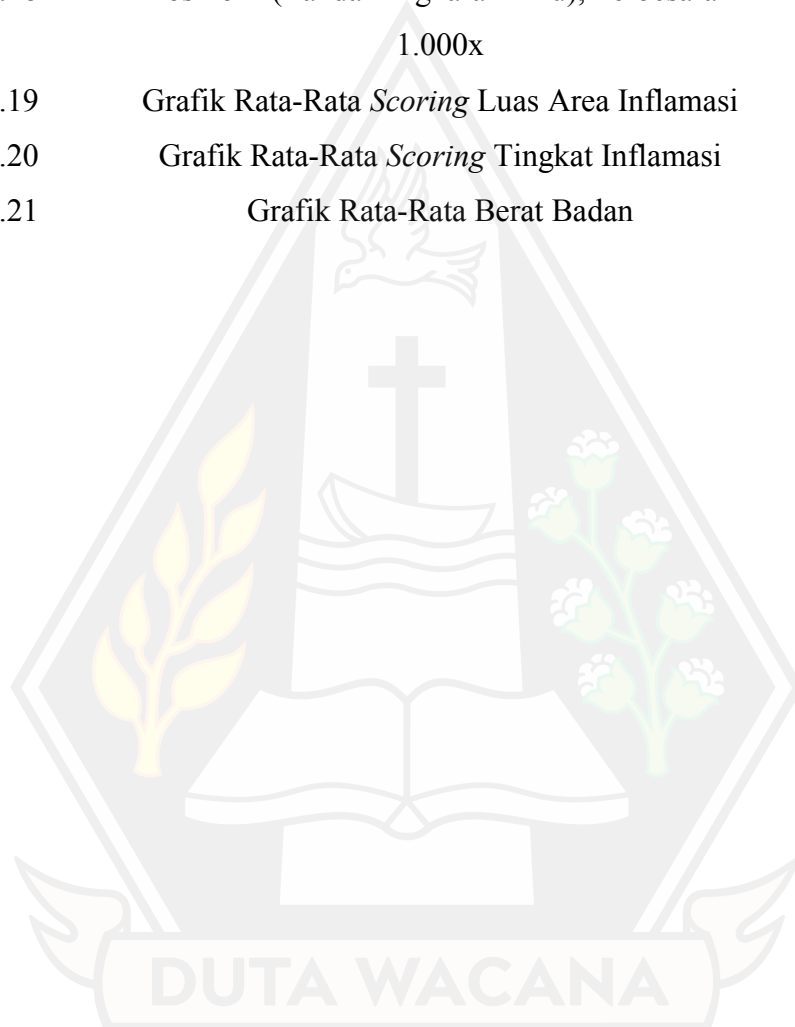 1.000x
.19 Grafik Rata-Rata Scoring Luas Area Inflamasi
.20 Grafik Rata-Rata Scoring Tingkat Inflamasi
.21 Grafik Rata-Rata Berat Badan
DUTA WACANA